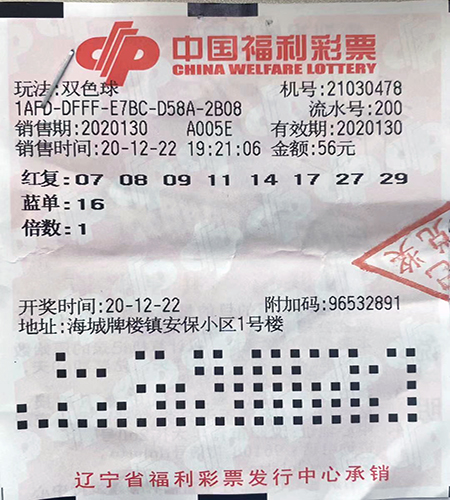 中国福利彩票
CHINA WELFARE LOTTERY
玩法:双色球 机号:21030478
1AFD-DFFF-E7BC-D58A-2B08 流水号:200
销售期:2020130 A005E 有效期:2020130
销售时间:20-12-22 19:21:06 金额:56元
红复:07 08 09 11 14 17 27 29
蓝单:16
倍数:1
已兑奖
开奖时间:20-12-22 附加码:96532891
地址:海城牌楼镇安保小区1号楼
辽宁省福利彩票发行中心承销